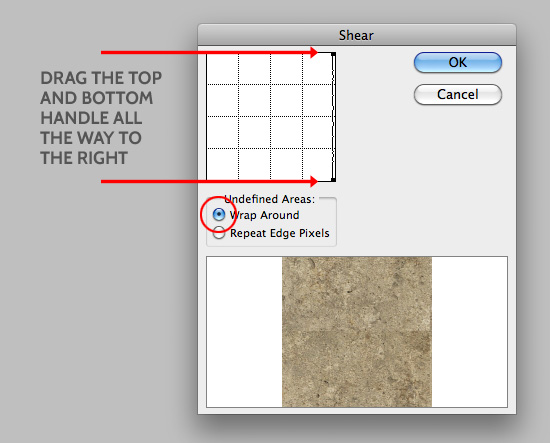 Shear
DRAG THE TOP
AND BOTTOM
HANDLE ALL
THE WAY TO
THE RIGHT
OK
Cancel
Undefined Areas:
Wrap Around
Repeat Edge Pixels